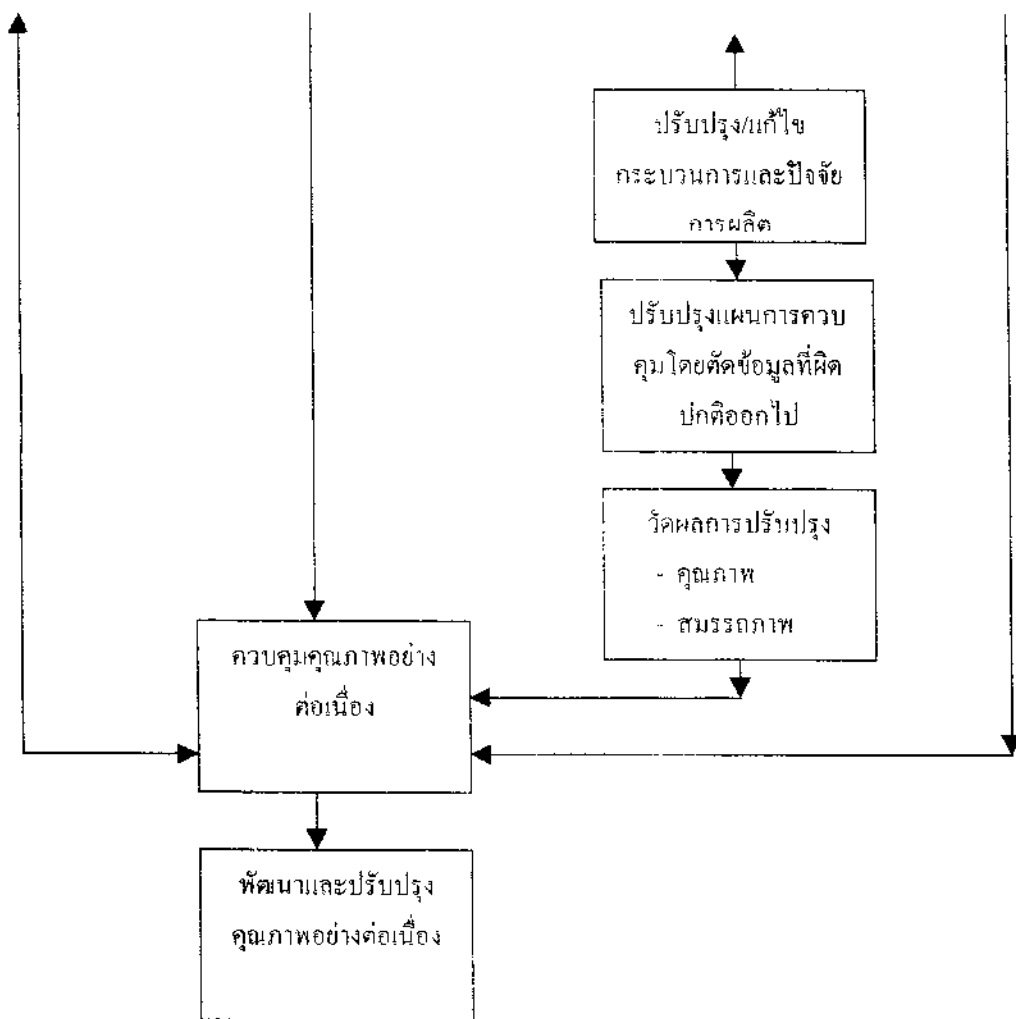 ปรับปรุง/แก้ไข
กระบวนการและปัจจัย
การผลิต
ปรับปรุงแผนการควบ
คุมโดยตัดข้อมูลที่ผิด
ปกติออกไป
วัดผลการปรับปรุง
- คุณภาพ
- สมรรถภาพ
ควบคุมคุณภาพอย่าง
ต่อเนื่อง
พัฒนาและปรับปรุง
คุณภาพอย่างต่อเนื่อง